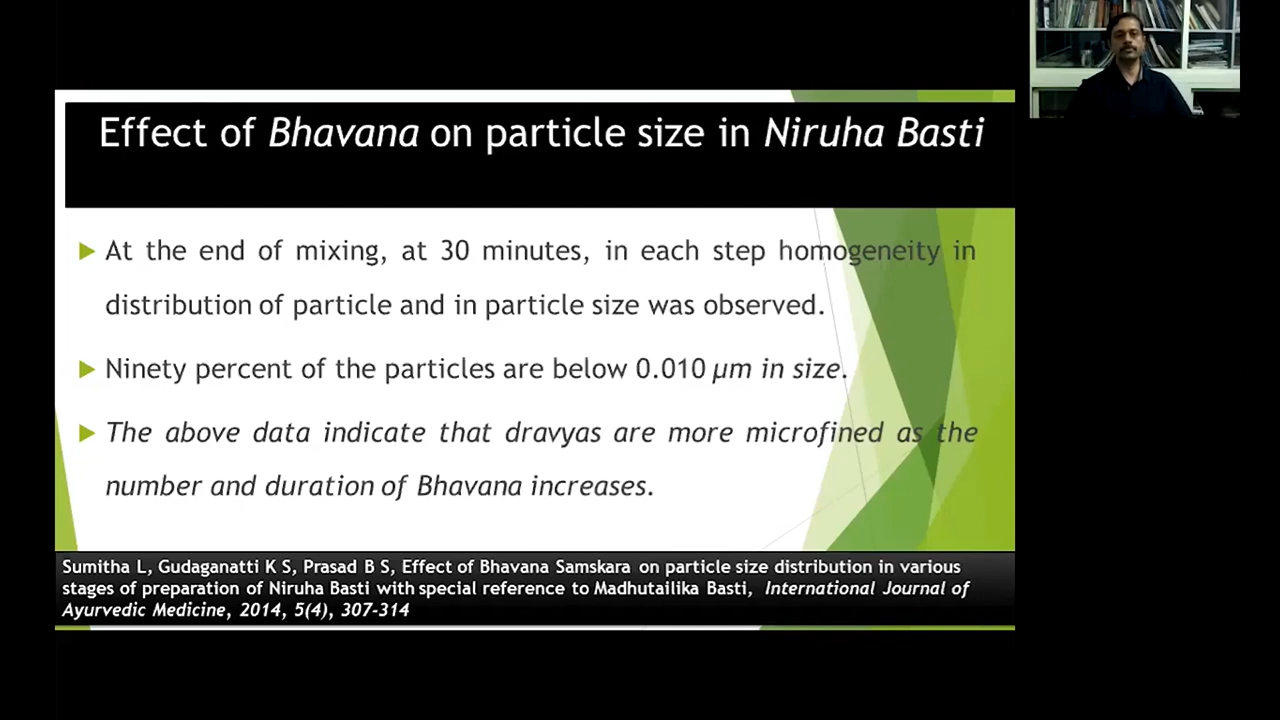 Effect of Bhavana on particle size in Niruha Basti
At the end of mixing, at 30 minutes, in each step homogeneity in
distribution of particle and in particle size was observed.
Ninety percent of the particles are below 0.010 µm in size.
The above data indicate that dravyas are more microfined as the
number and duration of Bhavana increases.
Sumitha L, Gudaganatti K S, Prasad B S, Effect of Bhavana Samskara on particle size distribution in various
stages of preparation of Niruha Basti with special reference to Madhutailika Basti, International Journal of
Ayurvedic Medicine, 2014, 5(4), 307-314